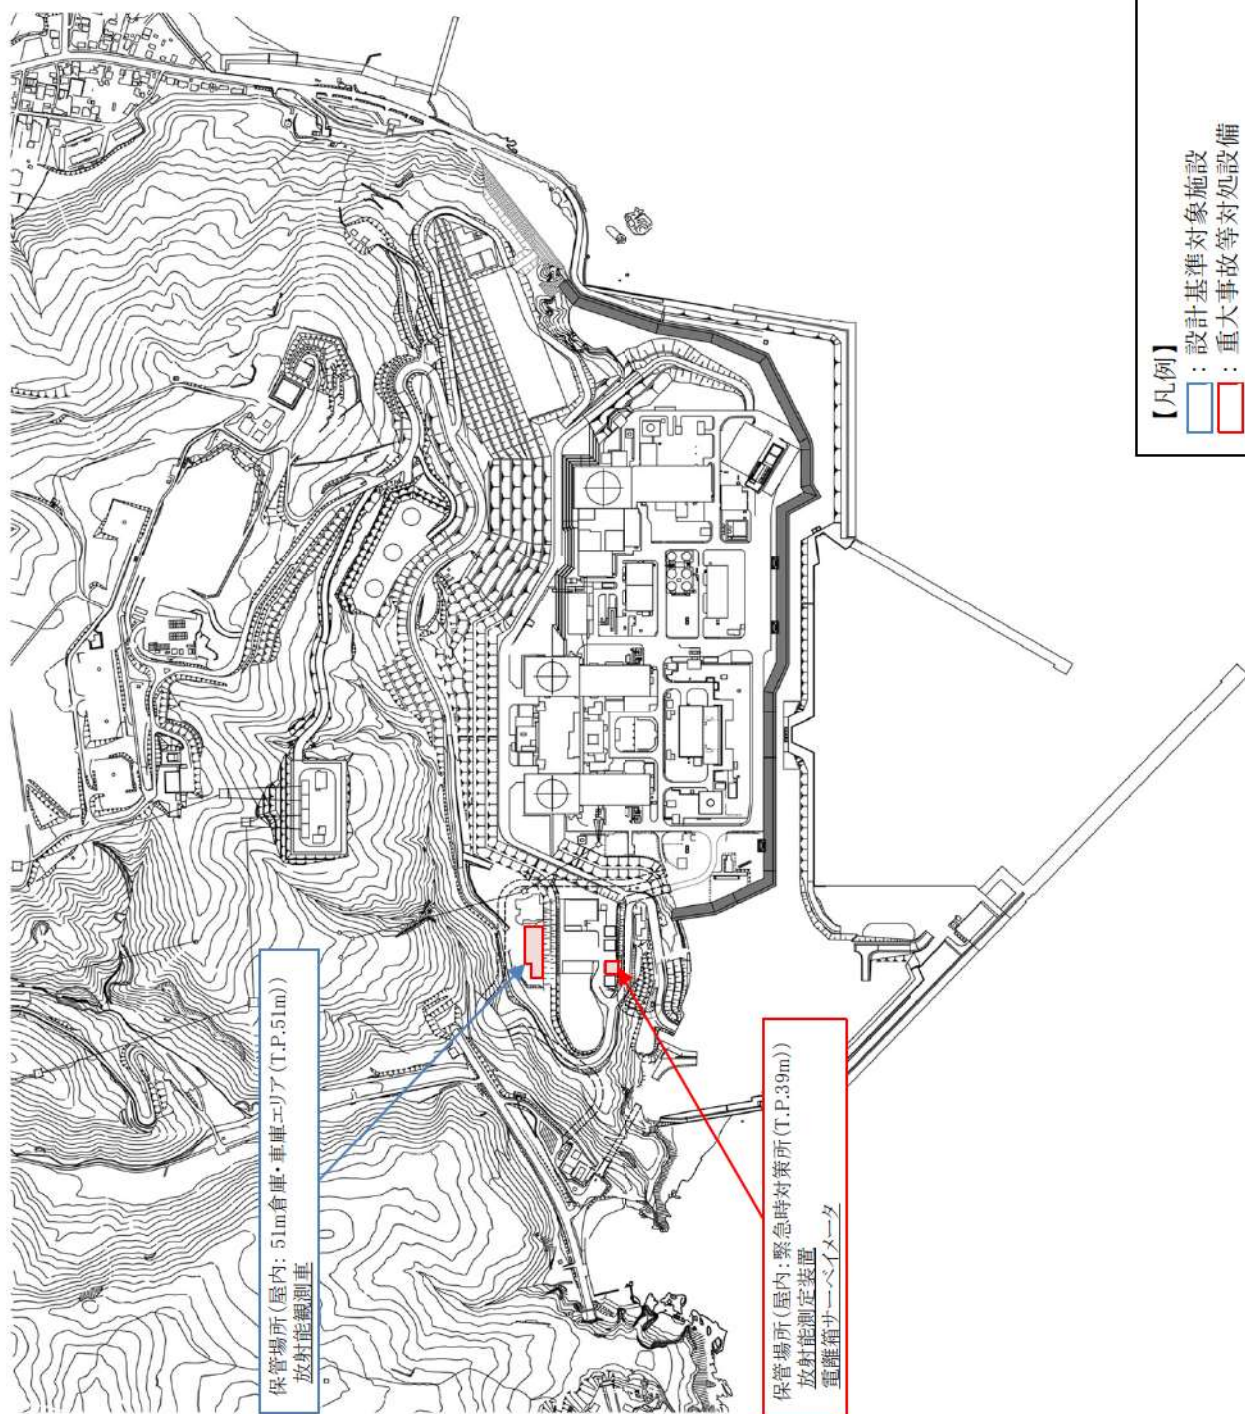 保管場所(屋内:51m倉庫・車庫エリア(T.P.51m))
放射能観測車
保管場所(屋内:緊急時対策所(T.P.39m))
放射能測定装置
電離箱サーベイメータ
【凡例】
:設計基準対象施設
:重大事故等対処設備